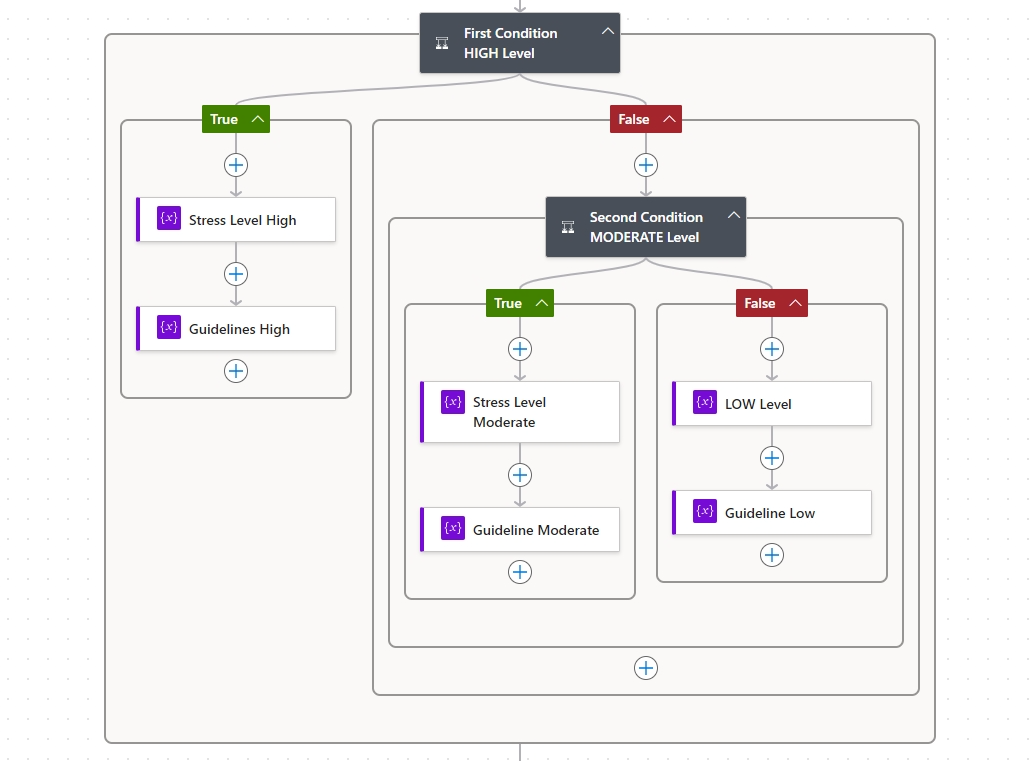 First Condition
HIGH Level
True
False
{x} Stress Level High
{x} Guidelines High
Second Condition
MODERATE Level
True
False
{x} Stress Level
Moderate
{x} Guideline Moderate
{x} LOW Level
{x} Guideline Low